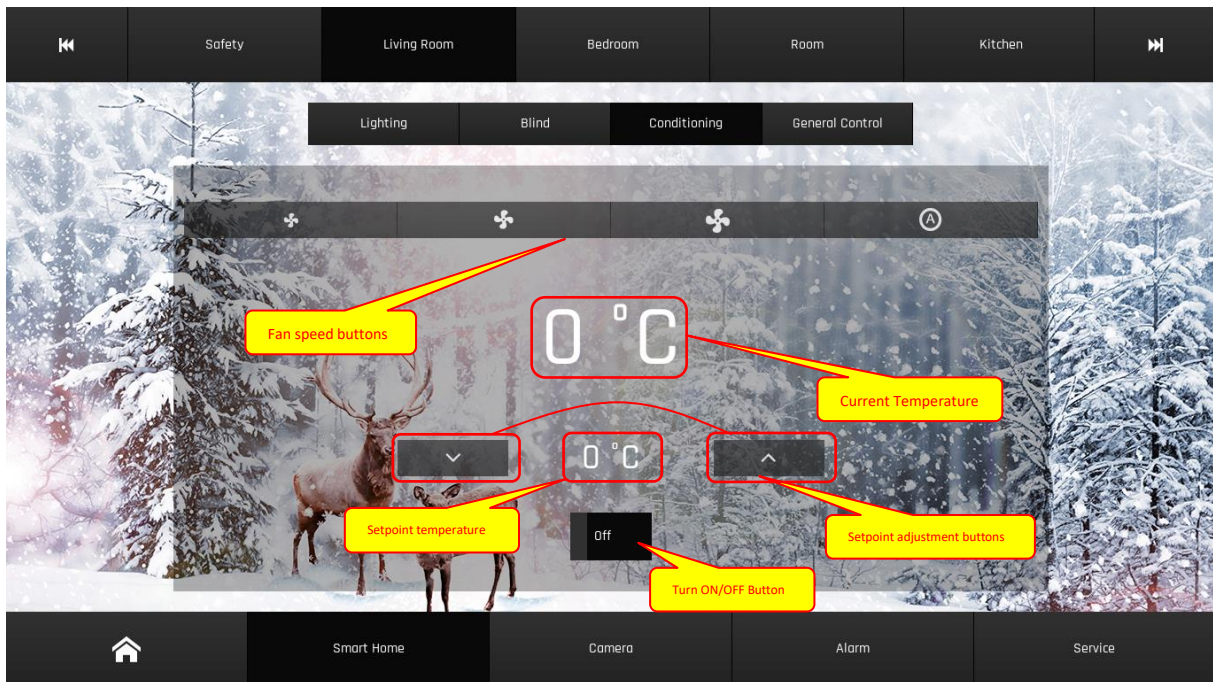 Safety
Living Room
Bedroom
Room
Kitchen
Lighting
Blind
Conditioning
General Control
A
Fan speed buttons
0 °C
Current Temperature
0 °C
Setpoint temperature
Off
Setpoint adjustment buttons
Turn ON/OFF Button
Smart Home
Camera
Alarm
Service